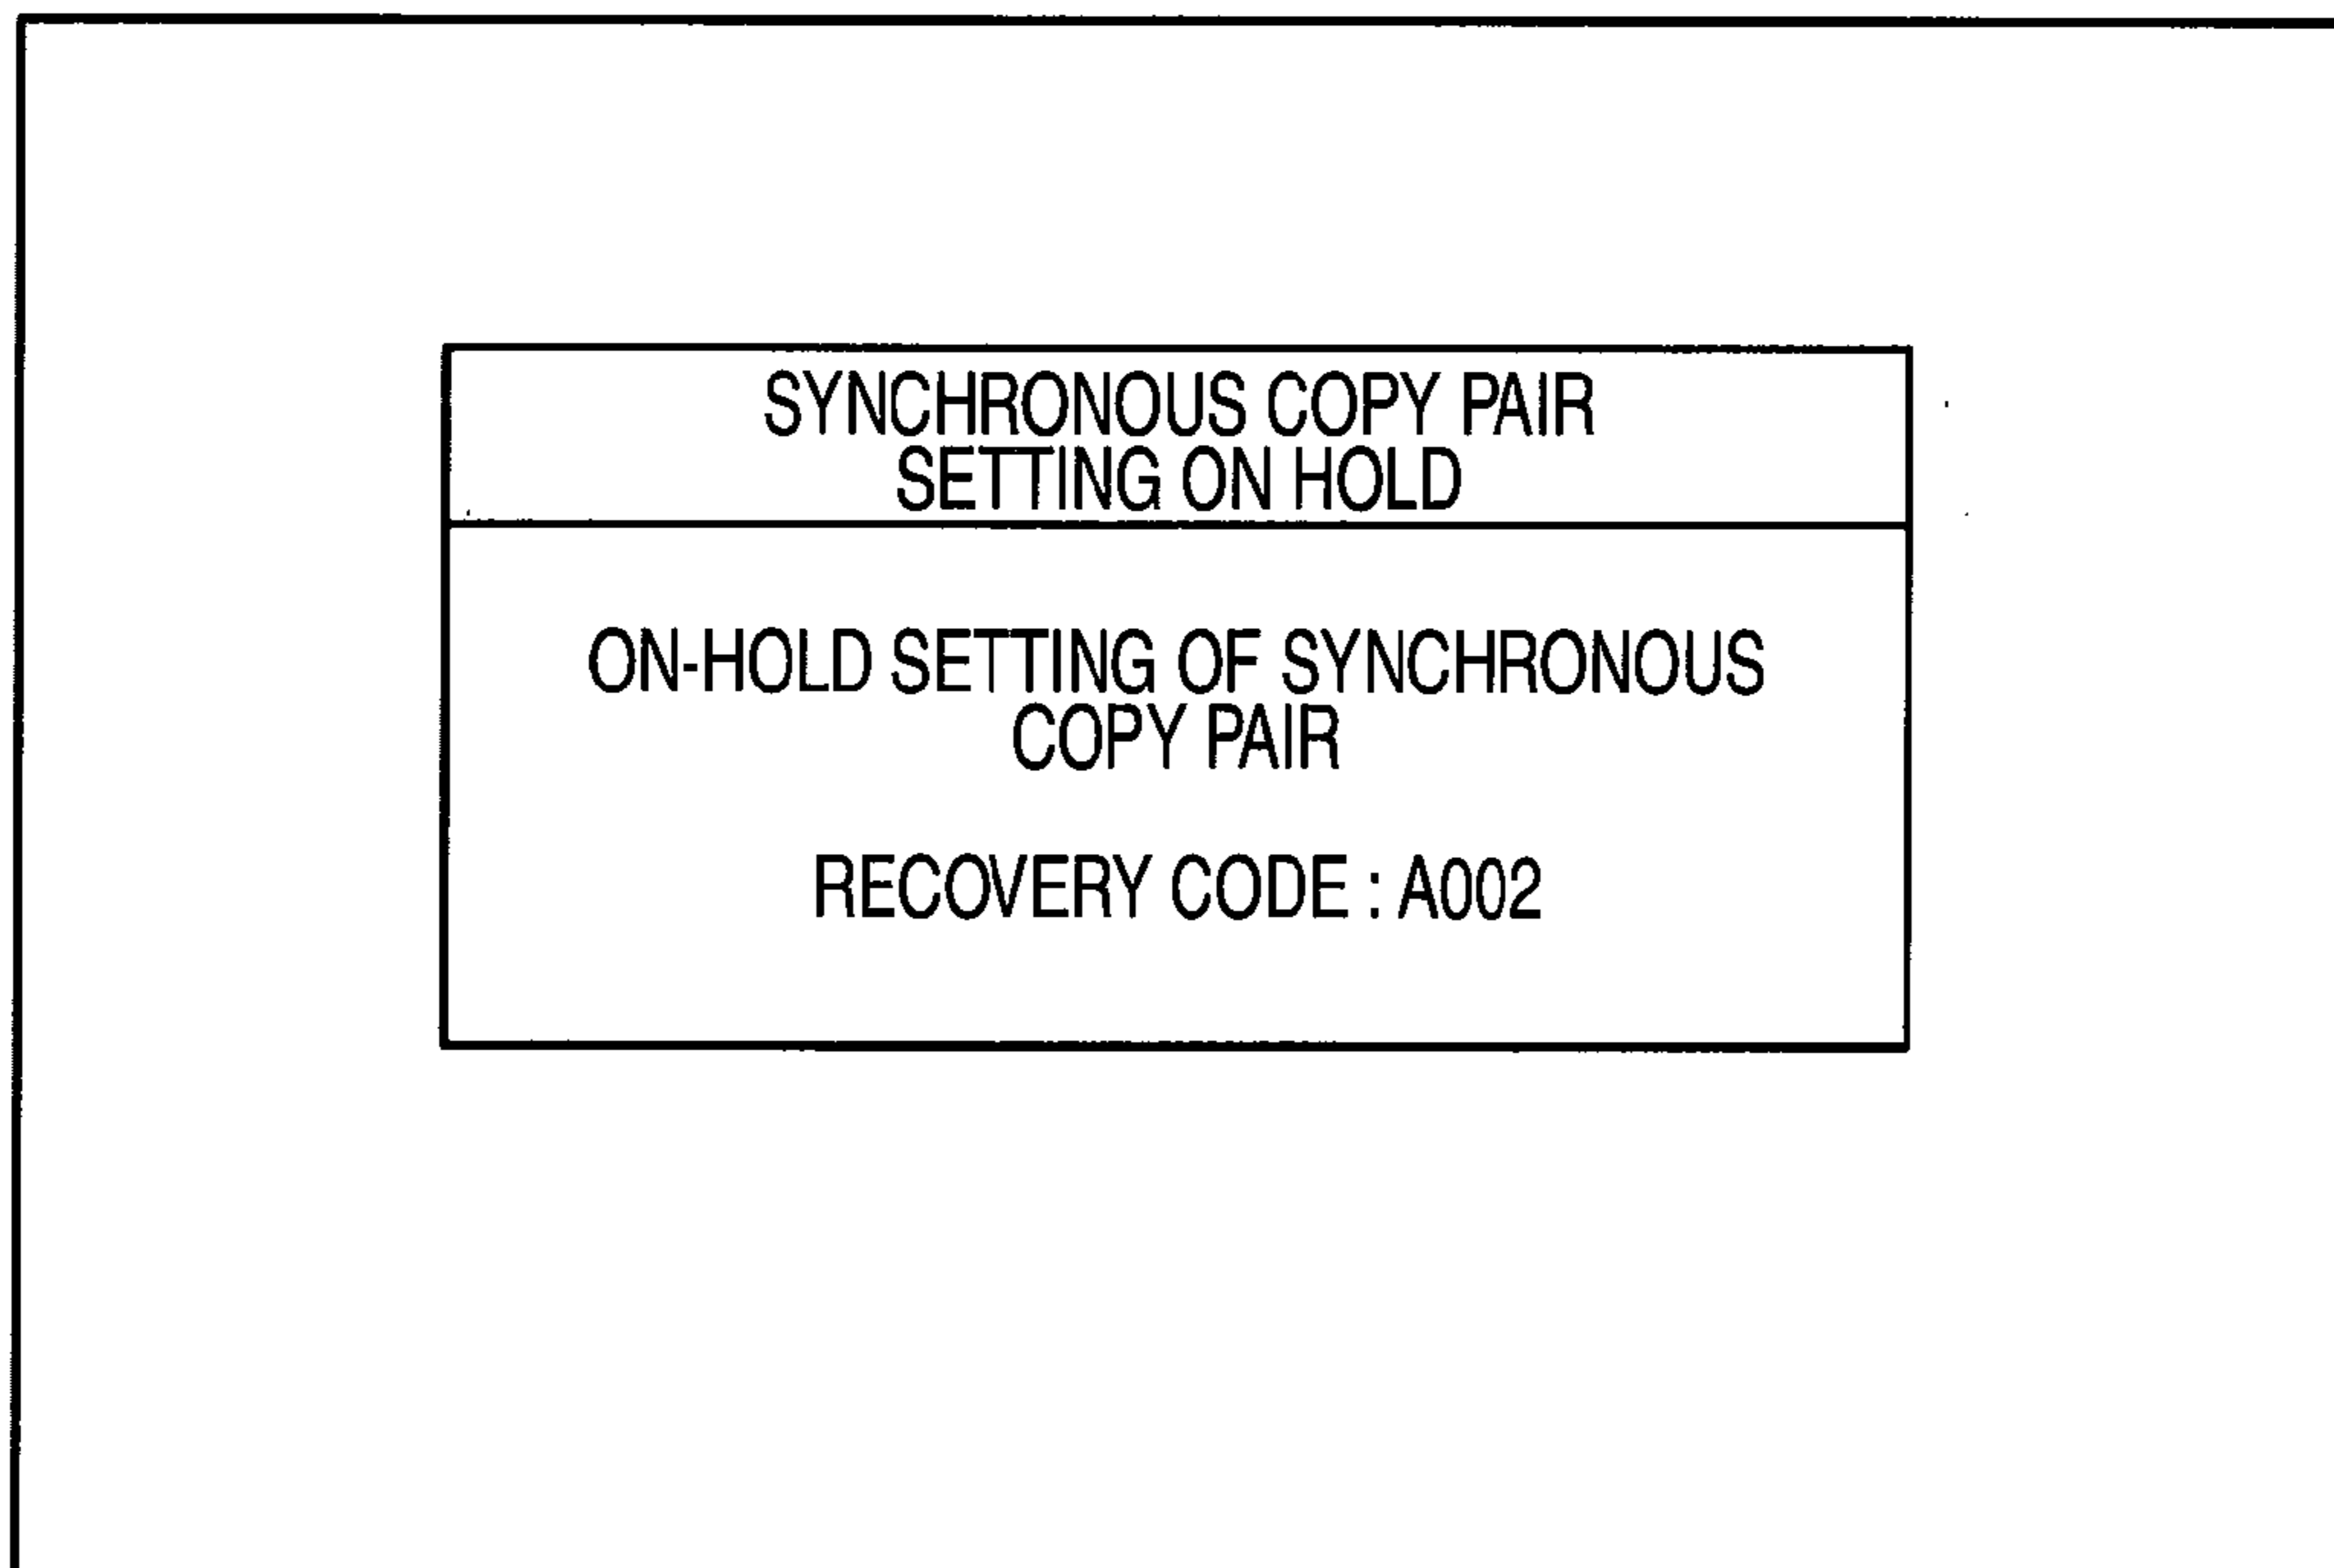 SYNCHRONOUS COPY PAIR
SETTING ON HOLD
ON-HOLD SETTING OF SYNCHRONOUS
COPY PAIR
RECOVERY CODE : A002